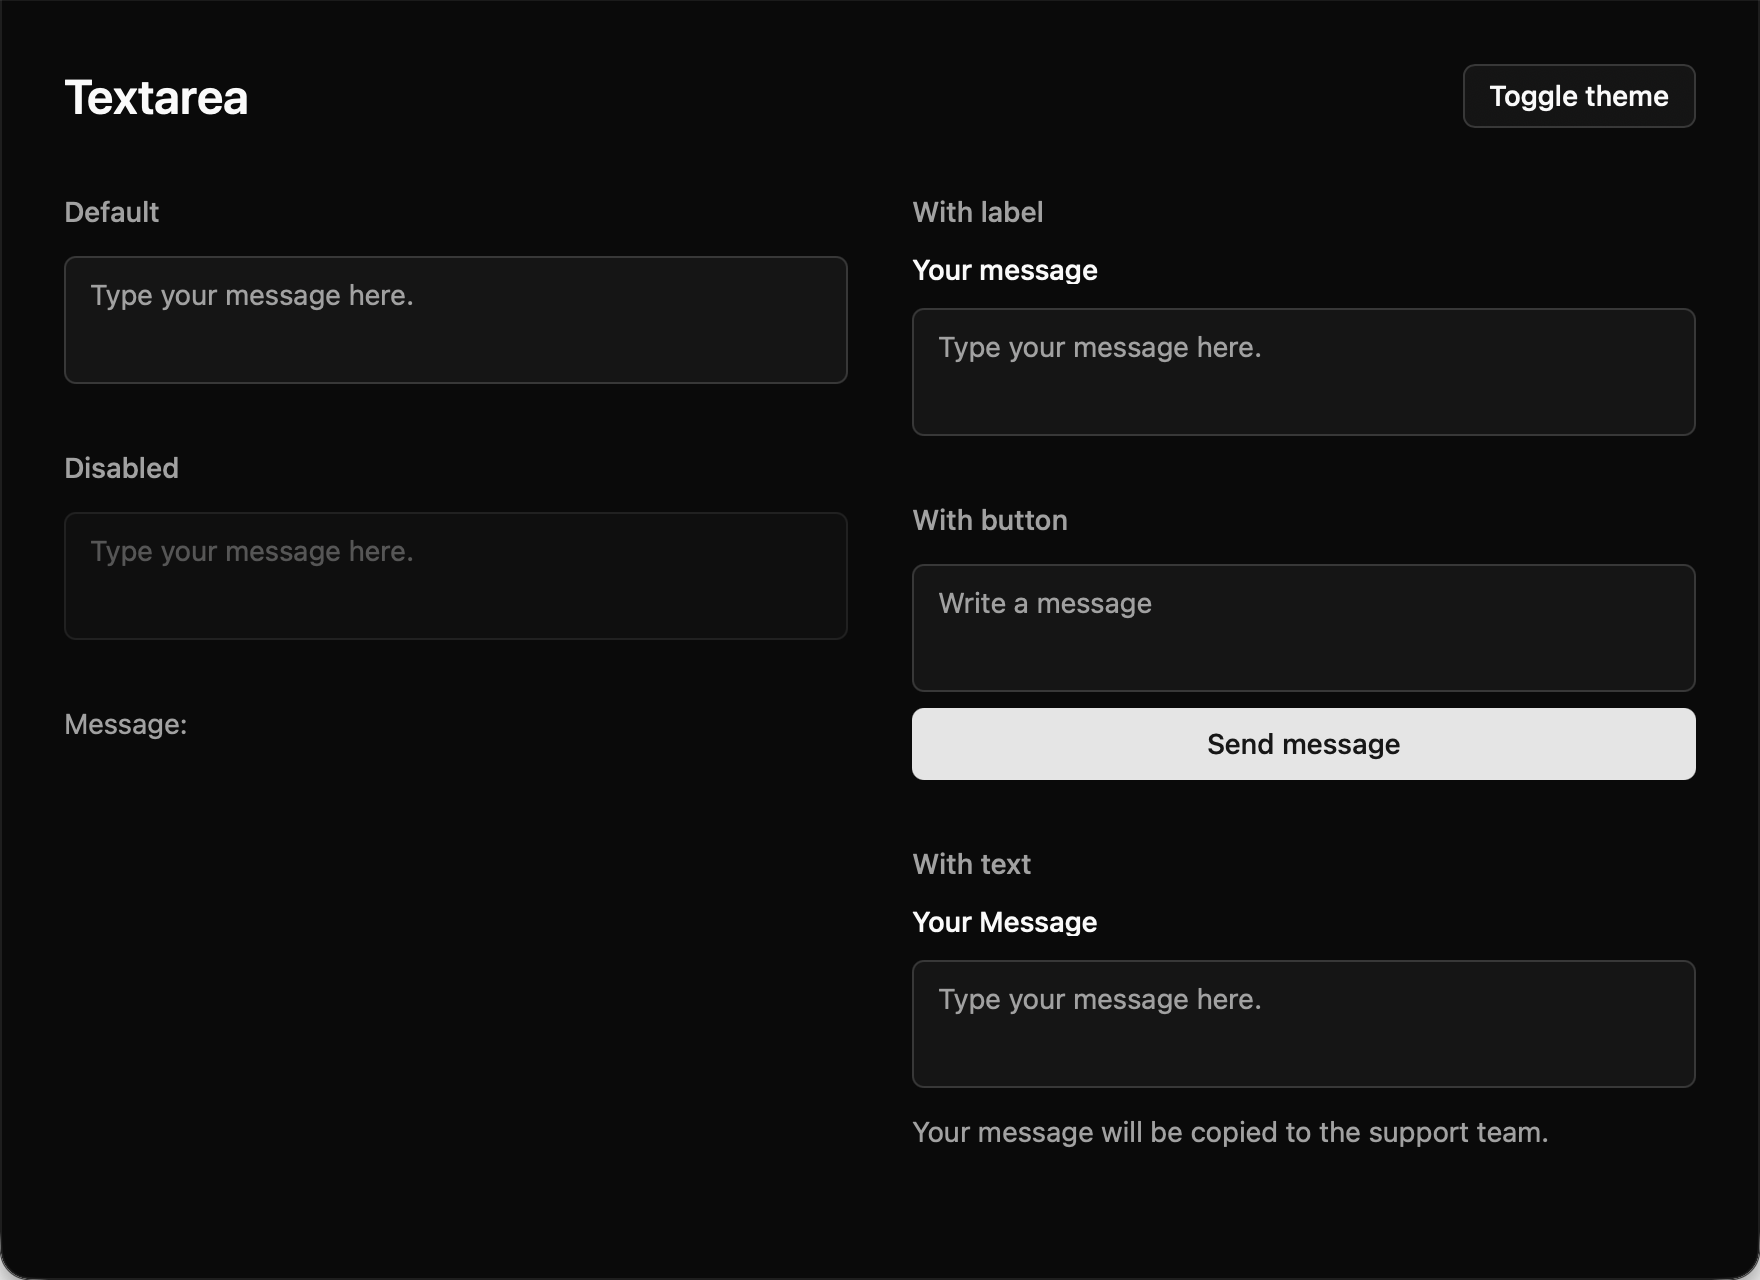 Textarea
Toggle theme
Default
Type your message here.
Disabled
Type your message here.
Message:
With label
Your message
Type your message here.
With button
Write a message
Send message
With text
Your Message
Type your message here.
Your message will be copied to the support team.